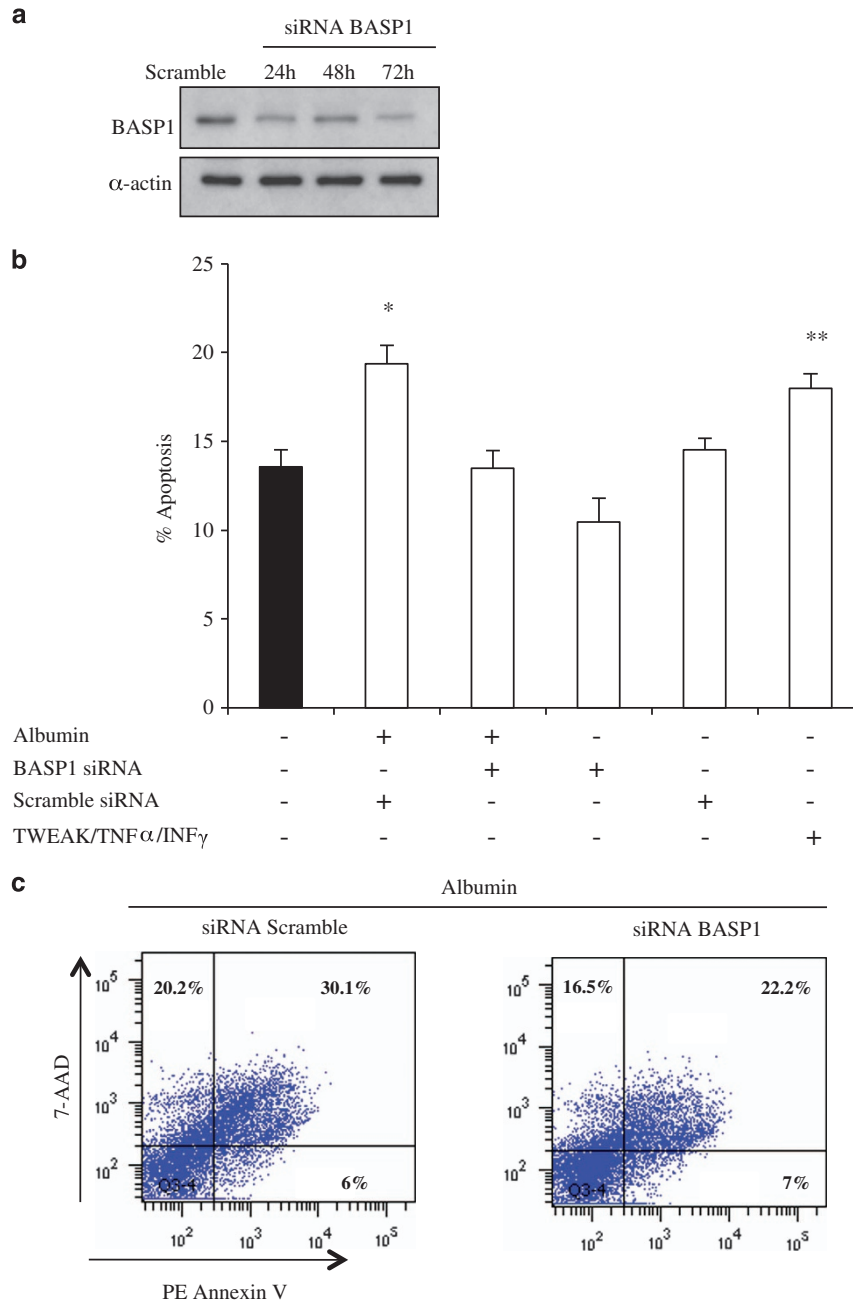 a
siRNA BASP1
Scramble 24h 48h 72h
BASP1
α-actin
b
25
20
15
10
5
0
% Apoptosis
*
**
Albumin - + + - - -
BASP1 siRNA - - + + - -
Scramble siRNA - + - - + -
TWEAK/TNFα/INFγ - - - - - +
c
Albumin
siRNA Scramble siRNA BASP1
20.2% 30.1%
6%
Q3-4
10⁵
10⁴
10³
10²
10² 10³ 10⁴ 10⁵
16.5% 22.2%
7%
Q3-4
10⁵
10⁴
10³
10²
10² 10³ 10⁴ 10⁵
7-AAD
PE Annexin V